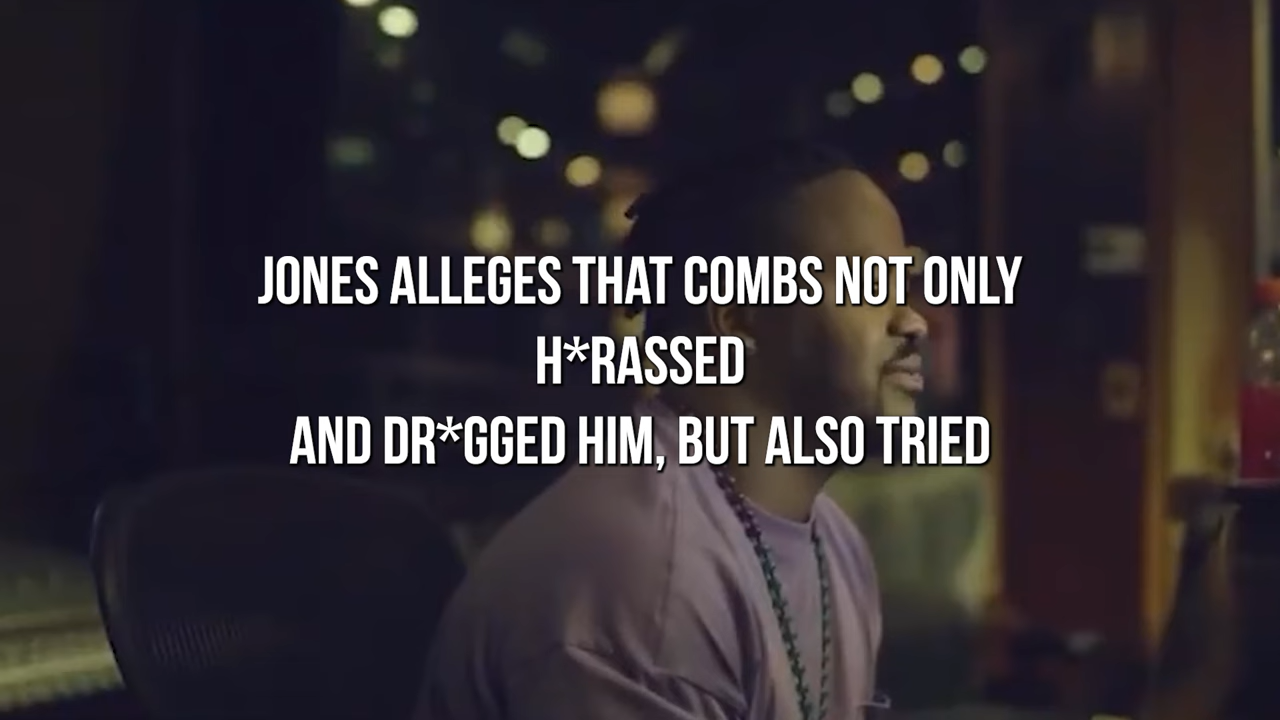 JONES ALLEGES THAT COMBS NOT ONLY
H*RASSED
AND DR*GGED HIM, BUT ALSO TRIED